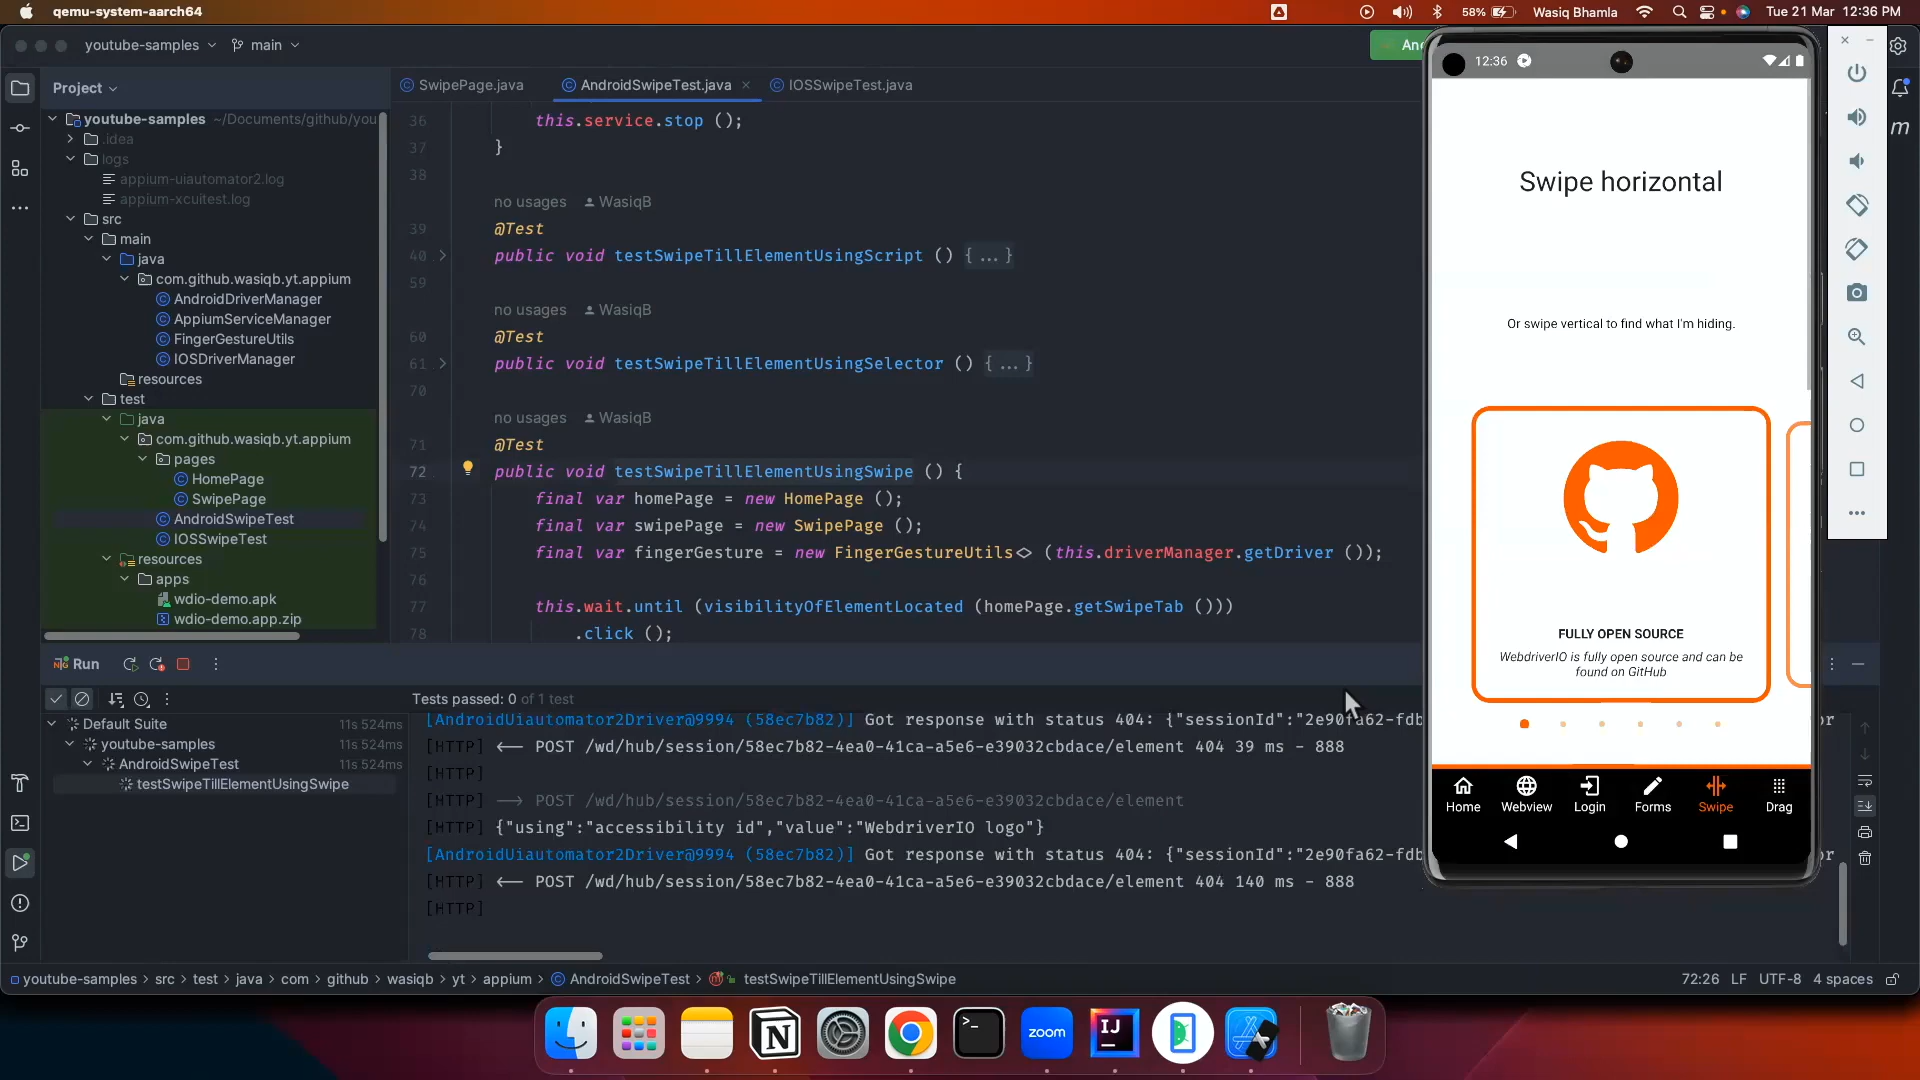 qemu-system-aarch64
58%
Wasiq Bhamla
Tue 21 Mar 12:36 PM
youtube-samples
main
An
Project
SwipePage.java
AndroidSwipeTest.java
IOSSwipeTest.java
youtube-samples ~/Documents/github/you
.idea
logs
appium-uiautomator2.log
appium-xcuitest.log
src
main
java
com.github.wasiqb.yt.appium
AndroidDriverManager
AppiumServiceManager
FingerGestureUtils
IOSDriverManager
resources
test
java
com.github.wasiqb.yt.appium
pages
HomePage
SwipePage
AndroidSwipeTest
IOSSwipeTest
resources
apps
wdio-demo.apk
wdio-demo.app.zip
36 this.service.stop ();
37 }
38
no usages WasiqB
39 @Test
40 public void testSwipeTillElementUsingScript () {...}
59
no usages WasiqB
60 @Test
61 public void testSwipeTillElementUsingSelector () {...}
70
no usages WasiqB
71 @Test
72 public void testSwipeTillElementUsingSwipe () {
73 final var homePage = new HomePage ();
74 final var swipePage = new SwipePage ();
75 final var fingerGesture = new FingerGestureUtils<> (this.driverManager.getDriver ());
76
77 this.wait.until (visibilityOfElementLocated (homePage.getSwipeTab ()))
78 .click ();
12:36
Swipe horizontal
Or swipe vertical to find what I'm hiding.
FULLY OPEN SOURCE
WebdriverIO is fully open source and can be
found on GitHub
Home
Webview
Login
Forms
Swipe
Drag
m
Run
Tests passed: 0 of 1 test
Default Suite 11s 524ms
youtube-samples 11s 524ms
AndroidSwipeTest 11s 524ms
testSwipeTillElementUsingSwipe
[AndroidUiautomator2Driver@9994 (58ec7b82)] Got response with status 404: {"sessionId":"2e90fa62-fdb
or
[HTTP] <-- POST /wd/hub/session/58ec7b82-4ea0-41ca-a5e6-e39032cbdace/element 404 39 ms - 888
[HTTP]
[HTTP] --> POST /wd/hub/session/58ec7b82-4ea0-41ca-a5e6-e39032cbdace/element
[HTTP] {"using":"accessibility id","value":"WebdriverIO logo"}
[AndroidUiautomator2Driver@9994 (58ec7b82)] Got response with status 404: {"sessionId":"2e90fa62-fdb
or
[HTTP] <-- POST /wd/hub/session/58ec7b82-4ea0-41ca-a5e6-e39032cbdace/element 404 140 ms - 888
[HTTP]
youtube-samples > src > test > java > com > github > wasiqb > yt > appium > AndroidSwipeTest > testSwipeTillElementUsingSwipe
72:26 LF UTF-8 4 spaces
zoom
IJ